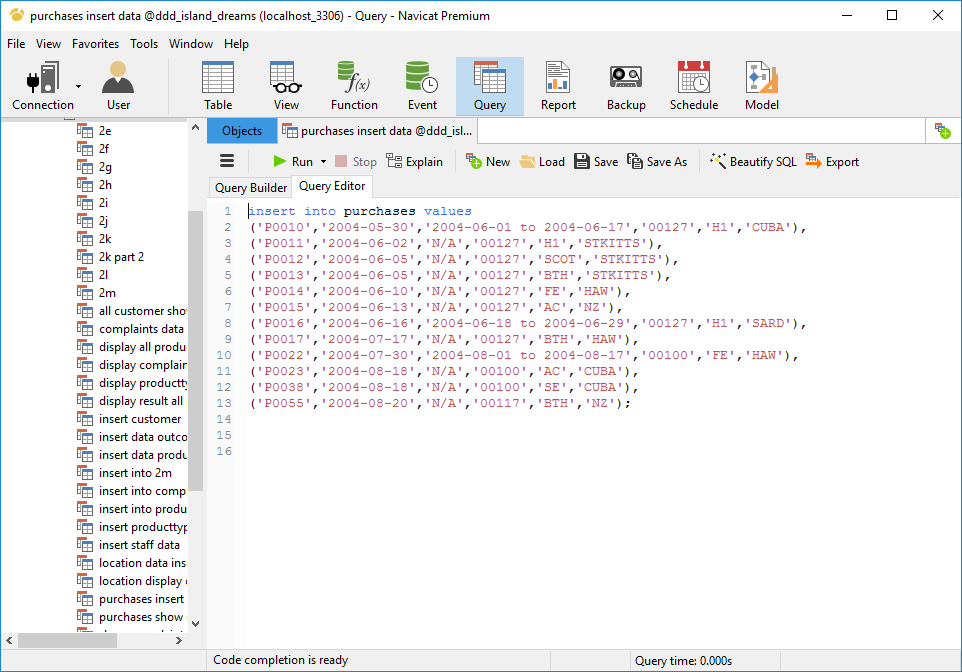 purchases insert data @ddd_island_dreams (localhost_3306) - Query - Navicat Premium
File View Favorites Tools Window Help
Connection User Table View Function Event Query Report Backup Schedule Model
Objects purchases insert data @ddd_isl...
Run Stop Explain New Load Save Save As Beautify SQL Export
Query Builder Query Editor
2e
2f
2g
2h
2i
2j
2k
2k part 2
2l
2m
all customer sho
complaints data
display all produ
display complain
display productty
display result all
insert customer
insert data outco
insert data produ
insert into 2m
insert into comp
insert into produ
insert producttyp
insert staff data
location data ins
location display
purchases insert
purchases show
1 insert into purchases values
2 ('P0010','2004-05-30','2004-06-01 to 2004-06-17','00127','H1','CUBA'),
3 ('P0011','2004-06-02','N/A','00127','H1','STKITTS'),
4 ('P0012','2004-06-05','N/A','00127','SCOT','STKITTS'),
5 ('P0013','2004-06-05','N/A','00127','BTH','STKITTS'),
6 ('P0014','2004-06-10','N/A','00127','FE','HAW'),
7 ('P0015','2004-06-13','N/A','00127','AC','NZ'),
8 ('P0016','2004-06-16','2004-06-18 to 2004-06-29','00127','H1','SARD'),
9 ('P0017','2004-07-17','N/A','00127','BTH','HAW'),
10 ('P0022','2004-07-30','2004-08-01 to 2004-08-17','00100','FE','HAW'),
11 ('P0023','2004-08-18','N/A','00100','AC','CUBA'),
12 ('P0038','2004-08-18','N/A','00100','SE','CUBA'),
13 ('P0055','2004-08-20','N/A','00117','BTH','NZ');
14
15
16
Code completion is ready
Query time: 0.000s